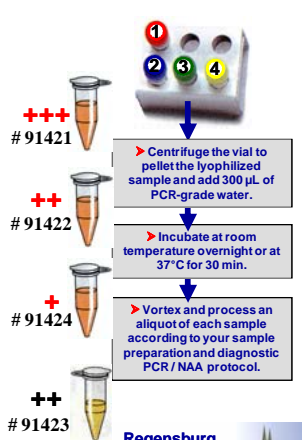 1
2
3
4
+++
# 91421
➤ Centrifuge the vial to
pellet the lyophilized
sample and add 300 µL of
PCR-grade water.
++
# 91422
➤ Incubate at room
temperature overnight or at
37°C for 30 min.
+
# 91424
➤ Vortex and process an
aliquot of each sample
according to your sample
preparation and diagnostic
PCR / NAA protocol.
++
# 91423
Regensburg